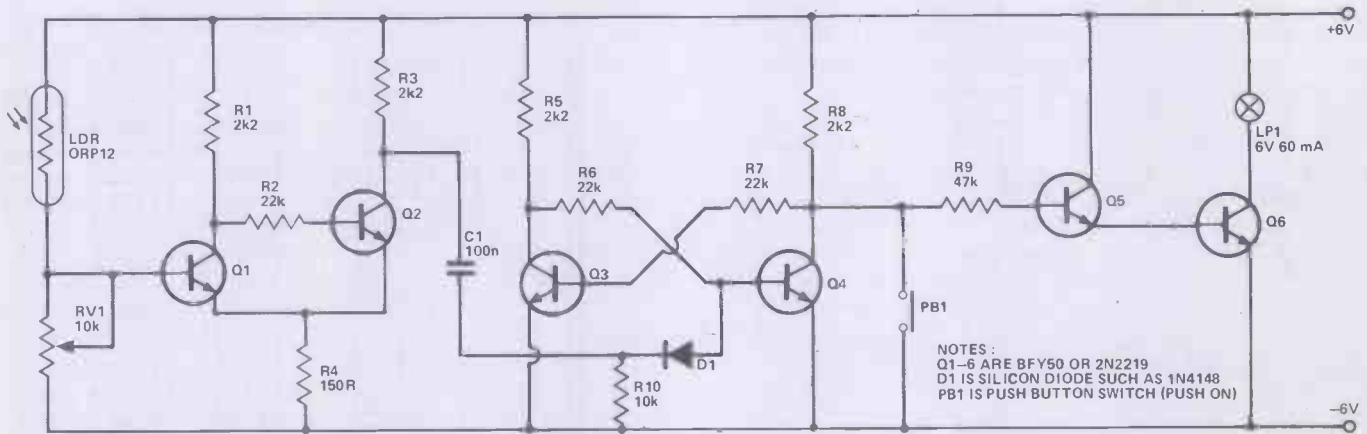 +6V
LDR
ORP12
R1
2k2
R3
2k2
R5
2k2
R8
2k2
LP1
6V 60 mA
R2
22k
R6
22k
R7
22k
R9
47k
Q1
Q2
C1
100n
Q3
Q4
Q5
Q6
RV1
10k
R4
150R
R10
10k
D1
PB1
NOTES :
Q1–6 ARE BFY50 OR 2N2219
D1 IS SILICON DIODE SUCH AS 1N4148
PB1 IS PUSH BUTTON SWITCH (PUSH ON)
–6V